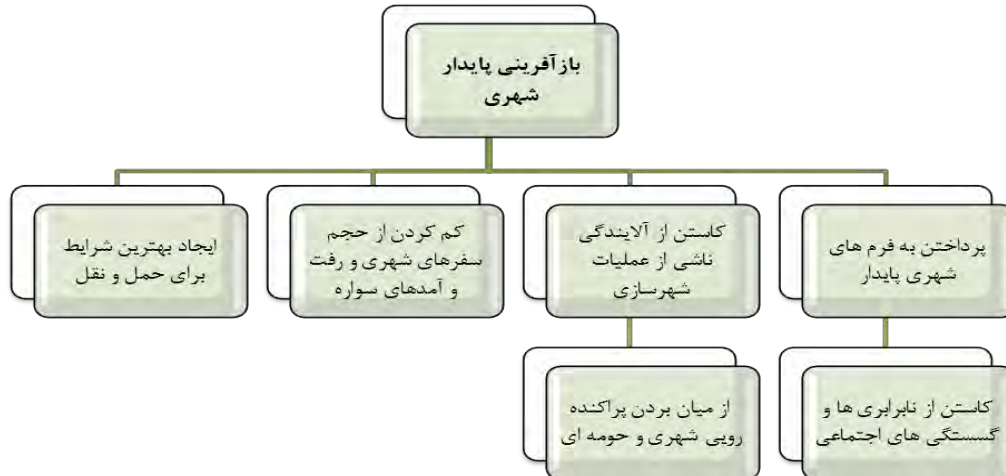 بازآفرینی پایدار
شهری
پرداختن به فرم های
شهری پایدار
کاستن از آلایندگی
ناشی از عملیات
شهرسازی
کم کردن از حجم
سفرهای شهری و رفت
و آمدهای سواره
ایجاد بهترین شرایط
برای حمل و نقل
کاستن از نابرابری ها و
گسستگی های اجتماعی
از میان بردن پراکنده
رویی شهری و حومه ای